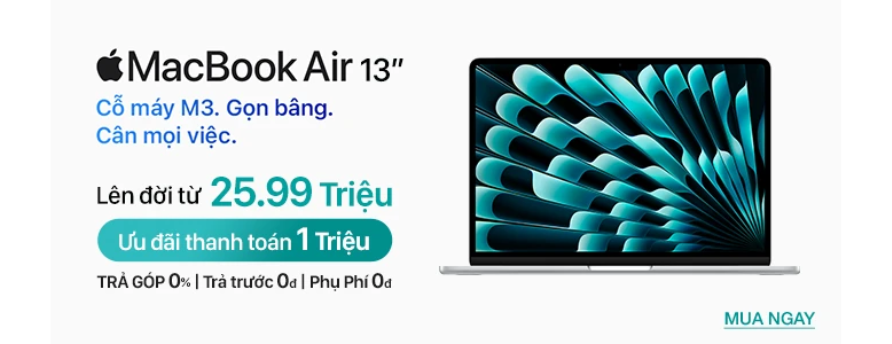 MacBook Air 13”
Cỗ máy M3. Gọn bâng.
Cân mọi việc.
Lên đời từ 25.99 Triệu
Ưu đãi thanh toán 1 Triệu
TRẢ GÓP 0% | Trả trước 0đ | Phụ Phí 0đ
MUA NGAY